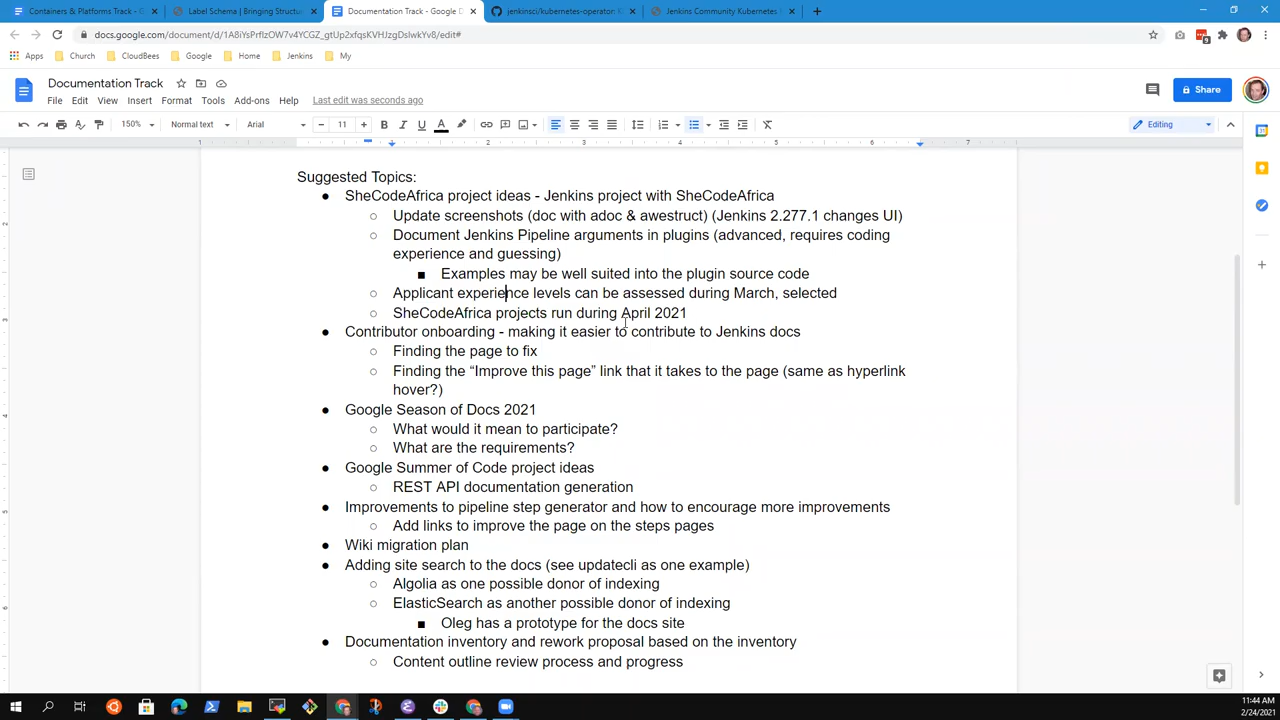 Containers & Platforms Track - G
Label Schema | Bringing Structur
Documentation Track - Google D
jenkinsci/kubernetes-operator: K
Jenkins Community Kubernetes
docs.google.com/document/d/1A8iYsPrflzOW7v4YCGZ_gtUp2xfqsKVHJzgDslwkYv8/edit#
9
Apps
Church
CloudBees
Google
Home
Jenkins
My
Documentation Track
File Edit View Insert Format Tools Add-ons Help Last edit was seconds ago
Share
150% Normal text Arial 11 B I U A
Editing
1 1 2 3 4 5 6 7
Suggested Topics:
● SheCodeAfrica project ideas - Jenkins project with SheCodeAfrica
○ Update screenshots (doc with adoc & awestruct) (Jenkins 2.277.1 changes UI)
○ Document Jenkins Pipeline arguments in plugins (advanced, requires coding
experience and guessing)
■ Examples may be well suited into the plugin source code
○ Applicant experience levels can be assessed during March, selected
○ SheCodeAfrica projects run during April 2021
● Contributor onboarding - making it easier to contribute to Jenkins docs
○ Finding the page to fix
○ Finding the “Improve this page” link that it takes to the page (same as hyperlink
hover?)
● Google Season of Docs 2021
○ What would it mean to participate?
○ What are the requirements?
● Google Summer of Code project ideas
○ REST API documentation generation
● Improvements to pipeline step generator and how to encourage more improvements
○ Add links to improve the page on the steps pages
● Wiki migration plan
● Adding site search to the docs (see updatecli as one example)
○ Algolia as one possible donor of indexing
○ ElasticSearch as another possible donor of indexing
■ Oleg has a prototype for the docs site
● Documentation inventory and rework proposal based on the inventory
○ Content outline review process and progress
11:44 AM
2/24/2021